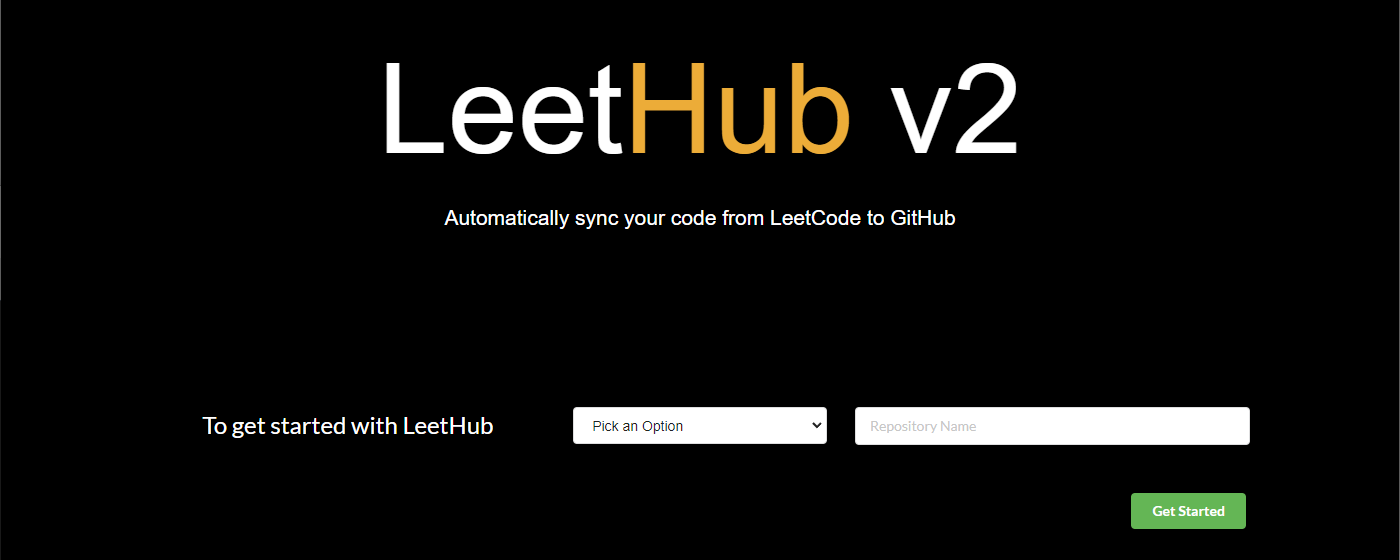 LeetHub v2
Automatically sync your code from LeetCode to GitHub
To get started with LeetHub
Pick an Option
Repository Name
Get Started